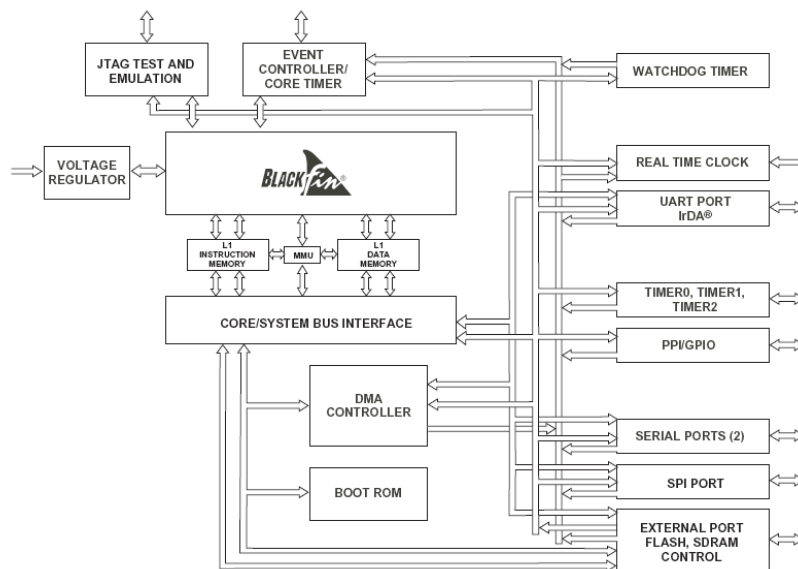 JTAG TEST AND
EMULATION
EVENT
CONTROLLER/
CORE TIMER
WATCHDOG TIMER
VOLTAGE
REGULATOR
BLACKfin®
REAL TIME CLOCK
UART PORT
IrDA®
L1
INSTRUCTION
MEMORY
MMU
L1
DATA
MEMORY
CORE/SYSTEM BUS INTERFACE
TIMER0, TIMER1,
TIMER2
PPI/GPIO
DMA
CONTROLLER
SERIAL PORTS (2)
BOOT ROM
SPI PORT
EXTERNAL PORT
FLASH, SDRAM
CONTROL